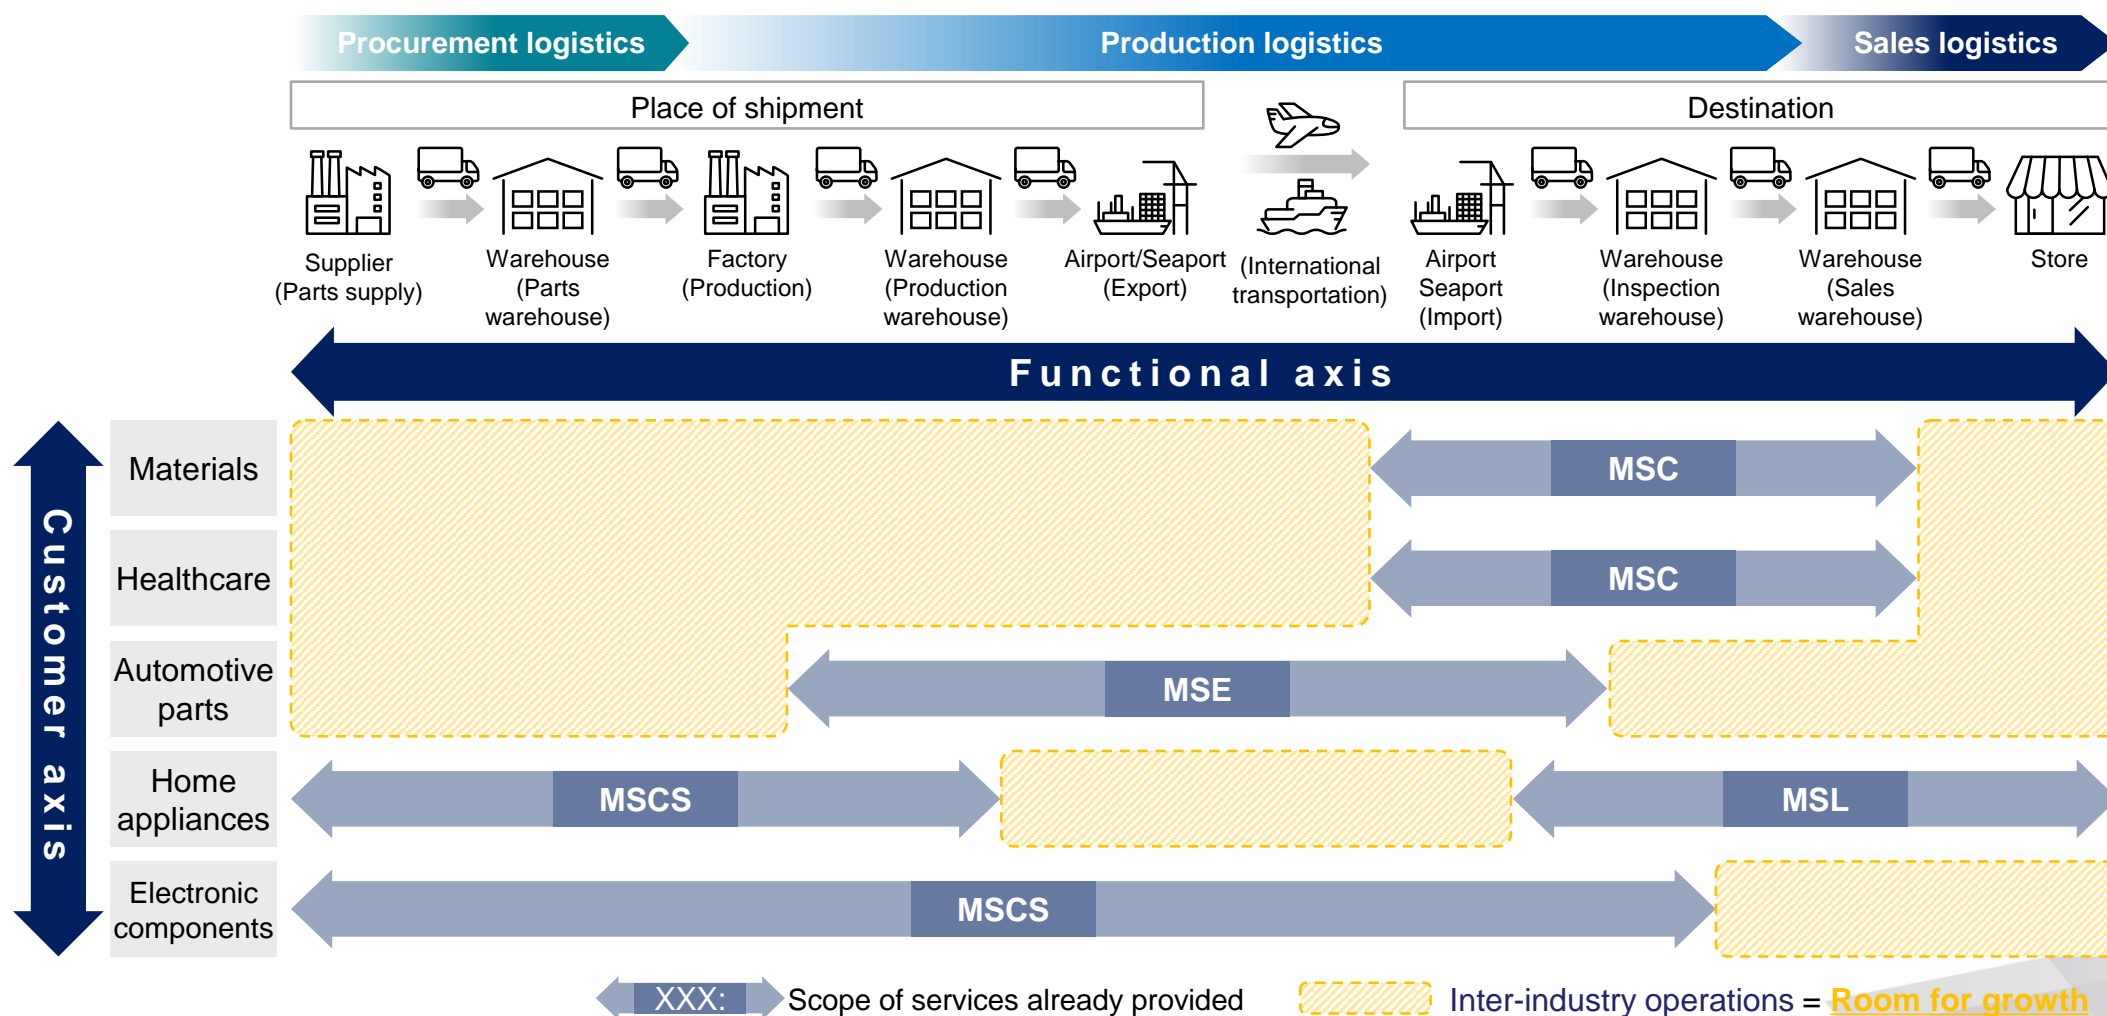 Procurement logistics
Production logistics
Sales logistics
Place of shipment
Destination
Supplier
(Parts supply)
Warehouse
(Parts
warehouse)
Factory
(Production)
Warehouse
(Production
warehouse)
Airport/Seaport
(Export)
(International
transportation)
Airport
Seaport
(Import)
Warehouse
(Inspection
warehouse)
Warehouse
(Sales
warehouse)
Store
Functional axis
Customer axis
Materials
MSC
Healthcare
MSC
Automotive
parts
MSE
Home
appliances
MSCS
MSL
Electronic
components
MSCS
XXX:
Scope of services already provided
Inter-industry operations = Room for growth